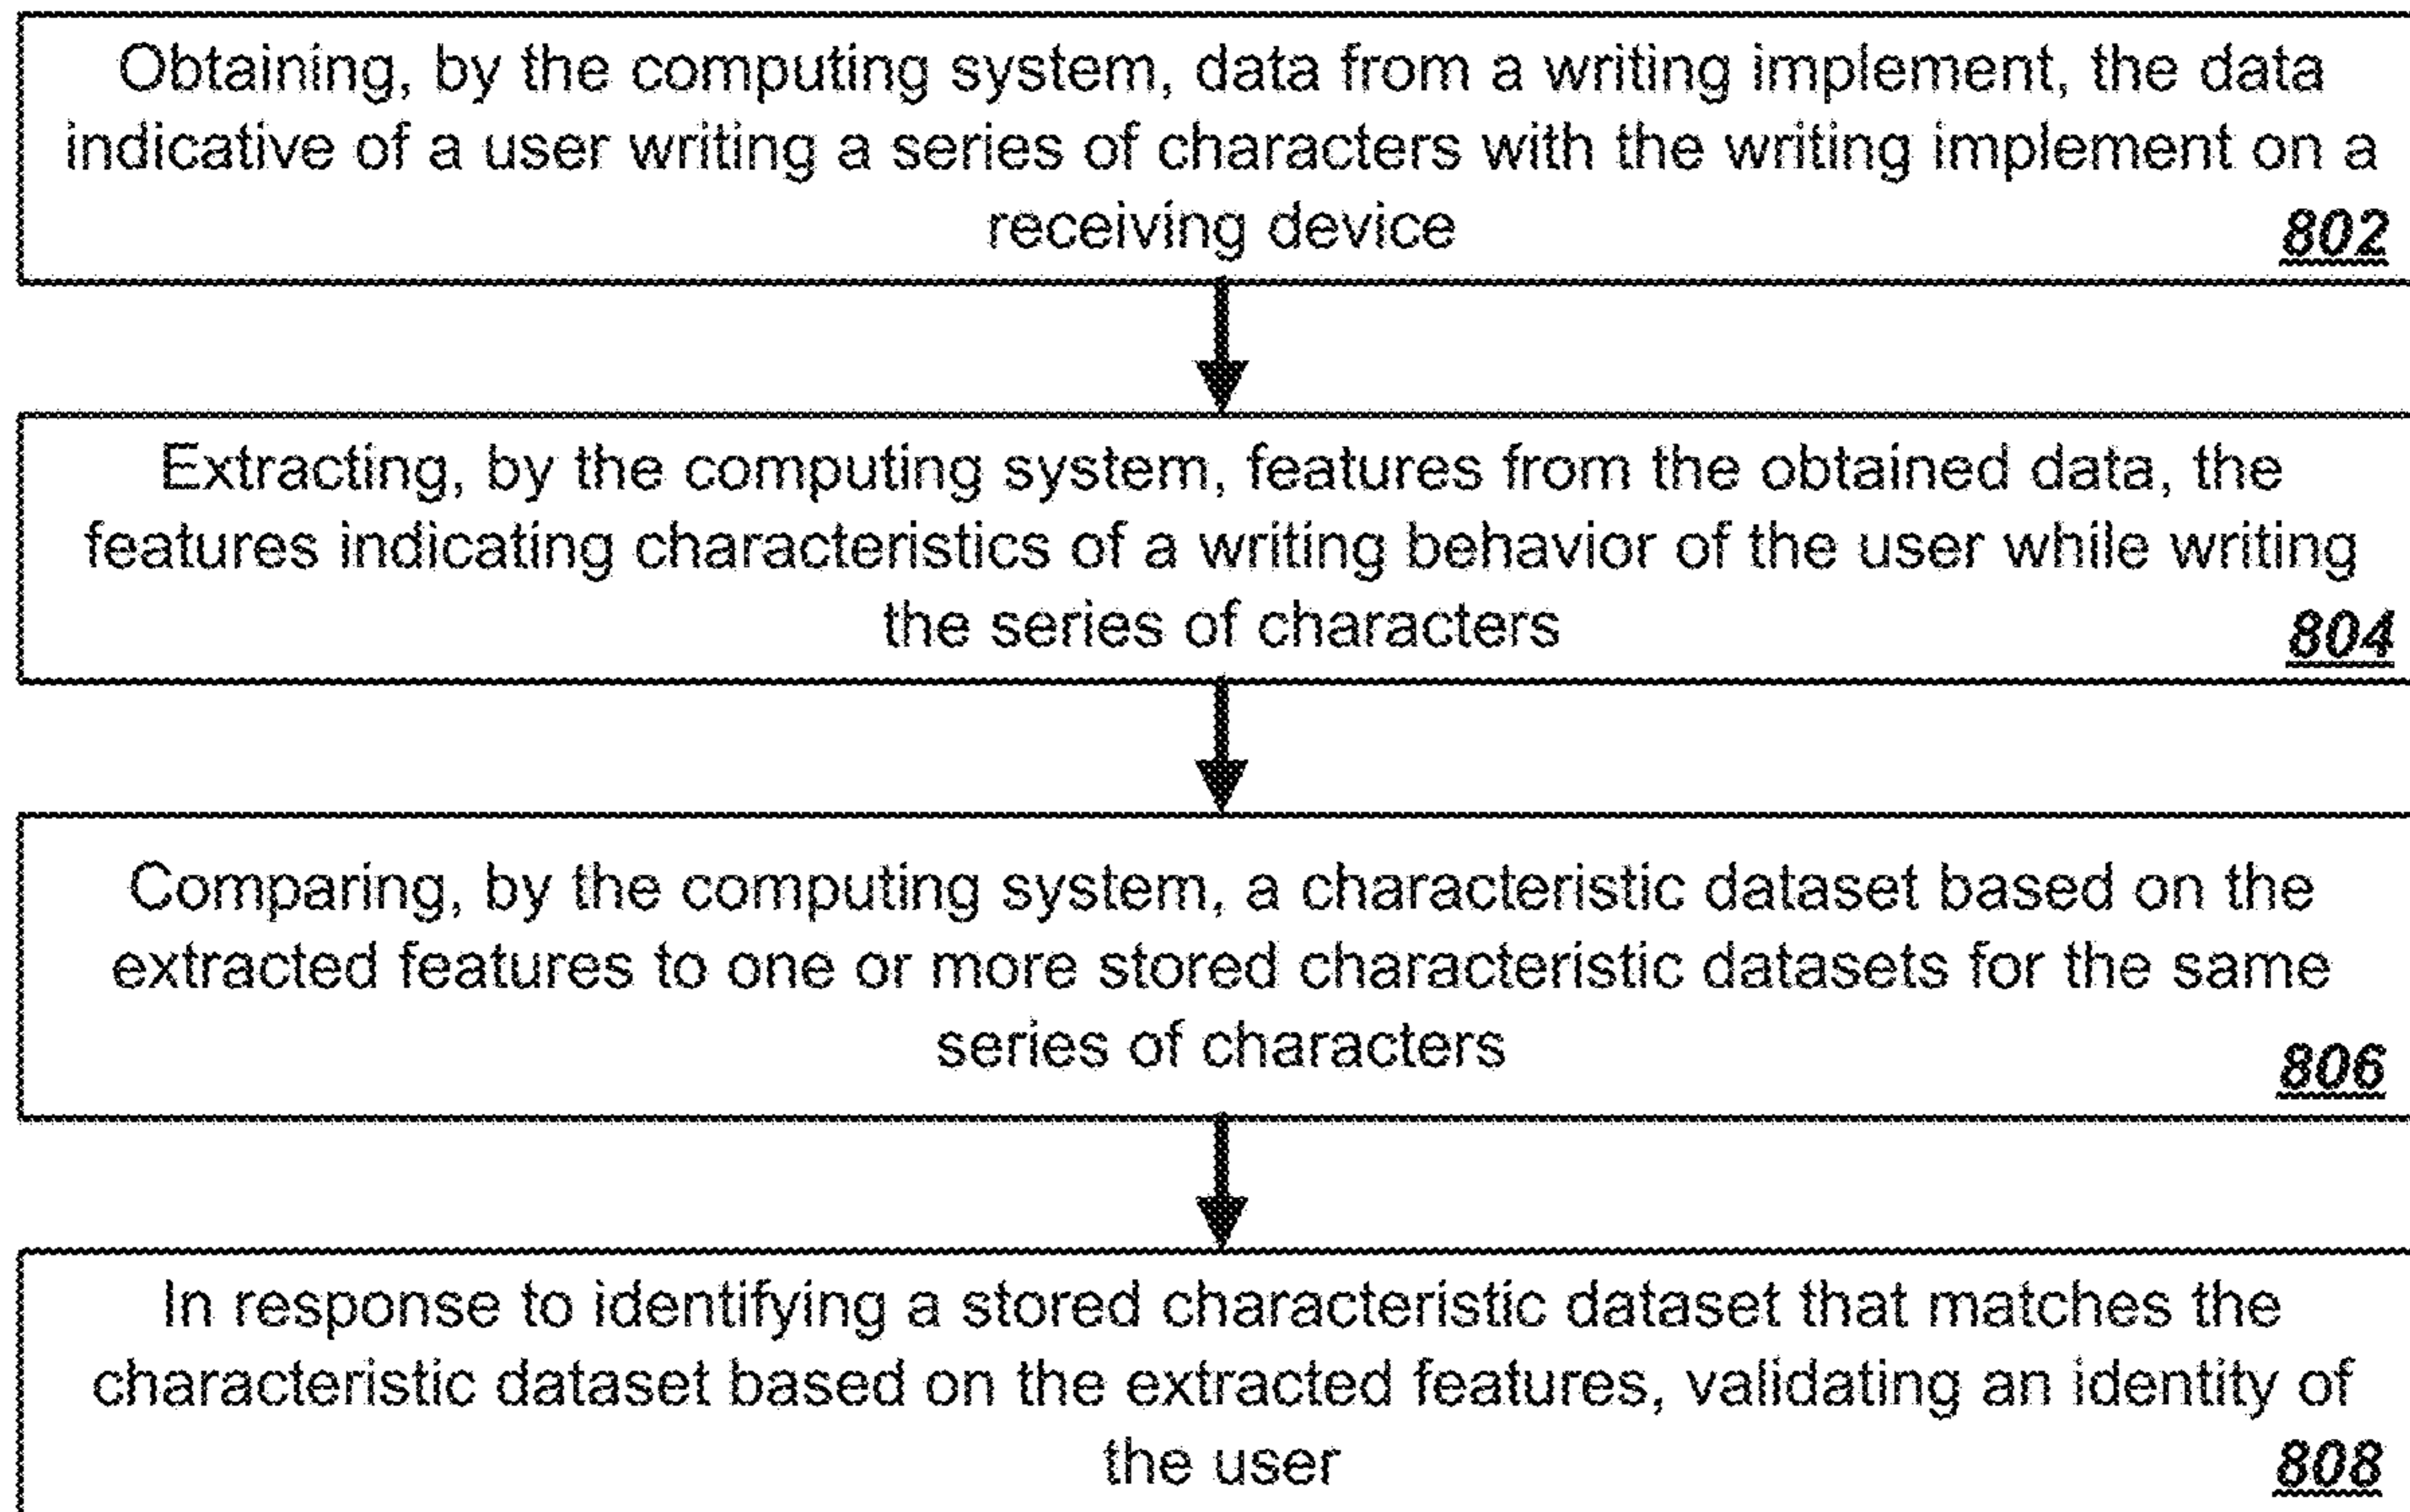 Obtaining, by the computing system, data from a writing implement, the data
indicative of a user writing a series of characters with the writing implement on a
receiving device
802
Extracting, by the computing system, features from the obtained data, the
features indicating characteristics of a writing behavior of the user while writing
the series of characters
804
Comparing, by the computing system, a characteristic dataset based on the
extracted features to one or more stored characteristic datasets for the same
series of characters
806
In response to identifying a stored characteristic dataset that matches the
characteristic dataset based on the extracted features, validating an identity of
the user
808